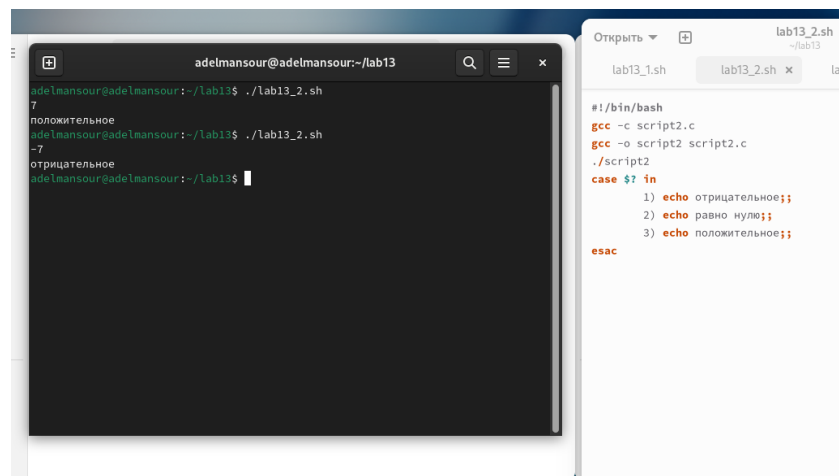 adelmansour@adelmansour:~/lab13
adelmansour@adelmansour:~/lab13$ ./lab13_2.sh
7
положительное
adelmansour@adelmansour:~/lab13$ ./lab13_2.sh
-7
отрицательное
adelmansour@adelmansour:~/lab13$
Открыть
lab13_2.sh
~/lab13
lab13_1.sh
lab13_2.sh
la
#!/bin/bash
gcc -c script2.c
gcc -o script2 script2.c
./script2
case $? in
1) echo отрицательное;;
2) echo равно нулю;;
3) echo положительное;;
esac